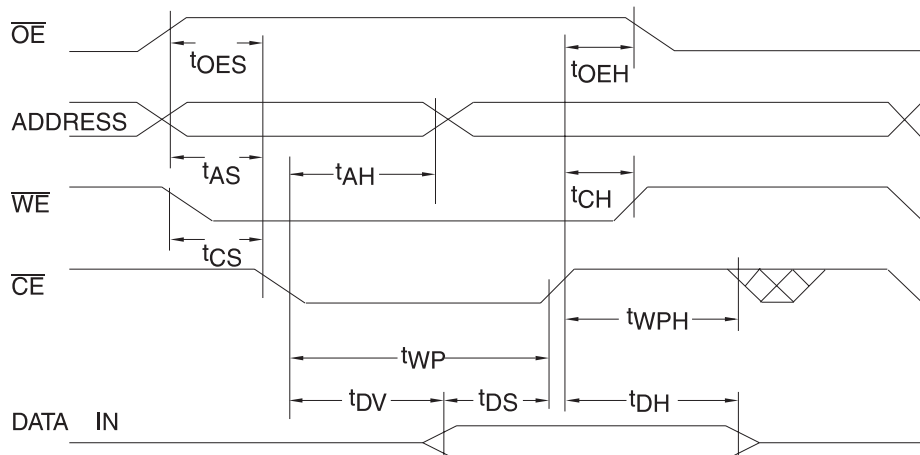 OE
tOES
tOEH
ADDRESS
tAS
tAH
tCH
WE
tCS
CE
tWPH
tWP
tDV
tDS
tDH
DATA IN